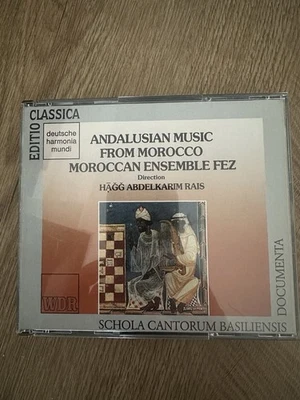 EDITIO CLASSICA
deutsche
harmonia
mundi
ANDALUSIAN MUSIC
FROM MOROCCO
MOROCCAN ENSEMBLE FEZ
Direction
HĀǦǦ ABDELKARIM RAIS
WDR
SCHOLA CANTORUM BASILIENSIS
DOCUMENTA